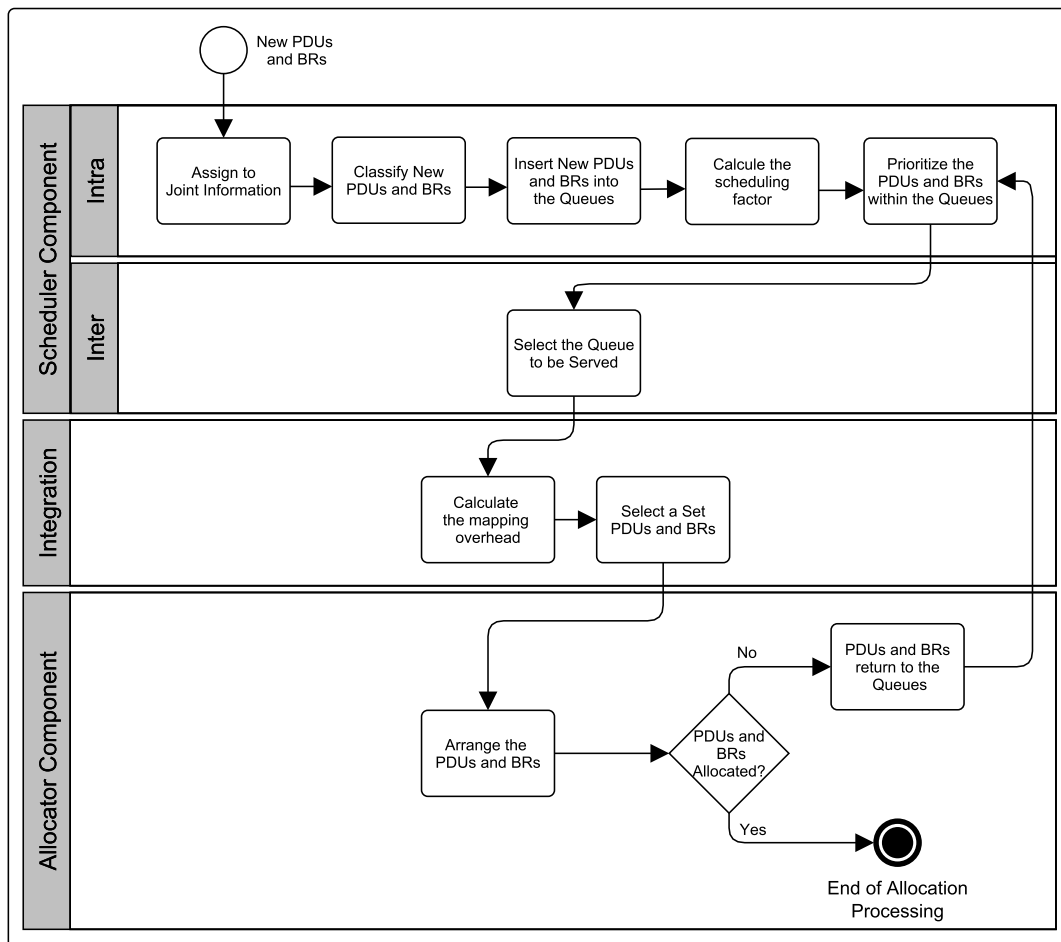 New PDUs
and BRs
Scheduler Component
Intra
Assign to
Joint Information
Classify New
PDUs and BRs
Insert New PDUs
and BRs into
the Queues
Calcule the
scheduling
factor
Prioritize the
PDUs and BRs
within the Queues
Inter
Select the Queue
to be Served
Integration
Calculate
the mapping
overhead
Select a Set
PDUs and BRs
Allocator Component
Arrange the
PDUs and BRs
PDUs and
BRs
Allocated?
No
PDUs and BRs
return to the
Queues
Yes
End of Allocation
Processing